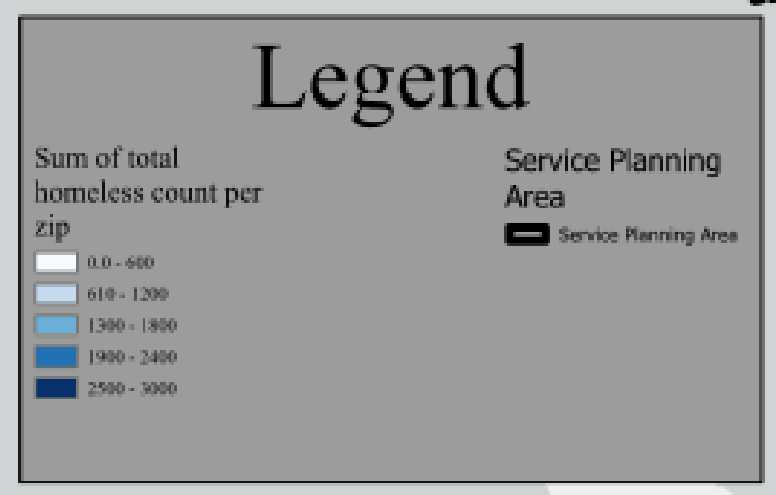 Legend
Sum of total
homeless count per
zip
0.0 - 600
610 - 1200
1300 - 1800
1900 - 2400
2500 - 3000
Service Planning
Area
Service Planning Area